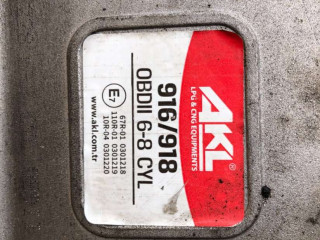 AKL
LPG & CNG EQUIPMENTS
916/918
OBDII 6-8 CYL
E7
67R-01 0301218
110R-01 0301219
10R-04 0301220
www.akl.com.tr